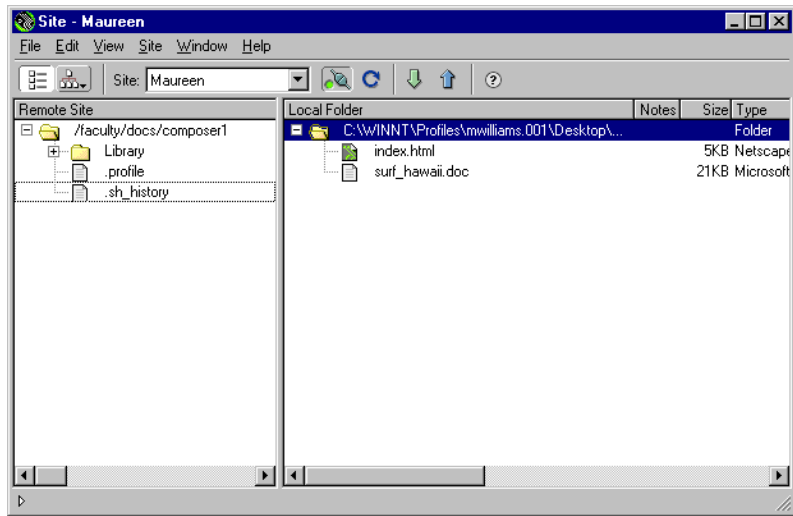 Site - Maureen
File Edit View Site Window Help
Site: Maureen ?
Remote Site
/faculty/docs/composer1
Library
.profile
.sh_history
Local Folder Notes Size Type
C:\WINNT\Profiles\mwilliams.001\Desktop\... Folder
index.html 5KB Netscape
surf_hawaii.doc 21KB Microsoft